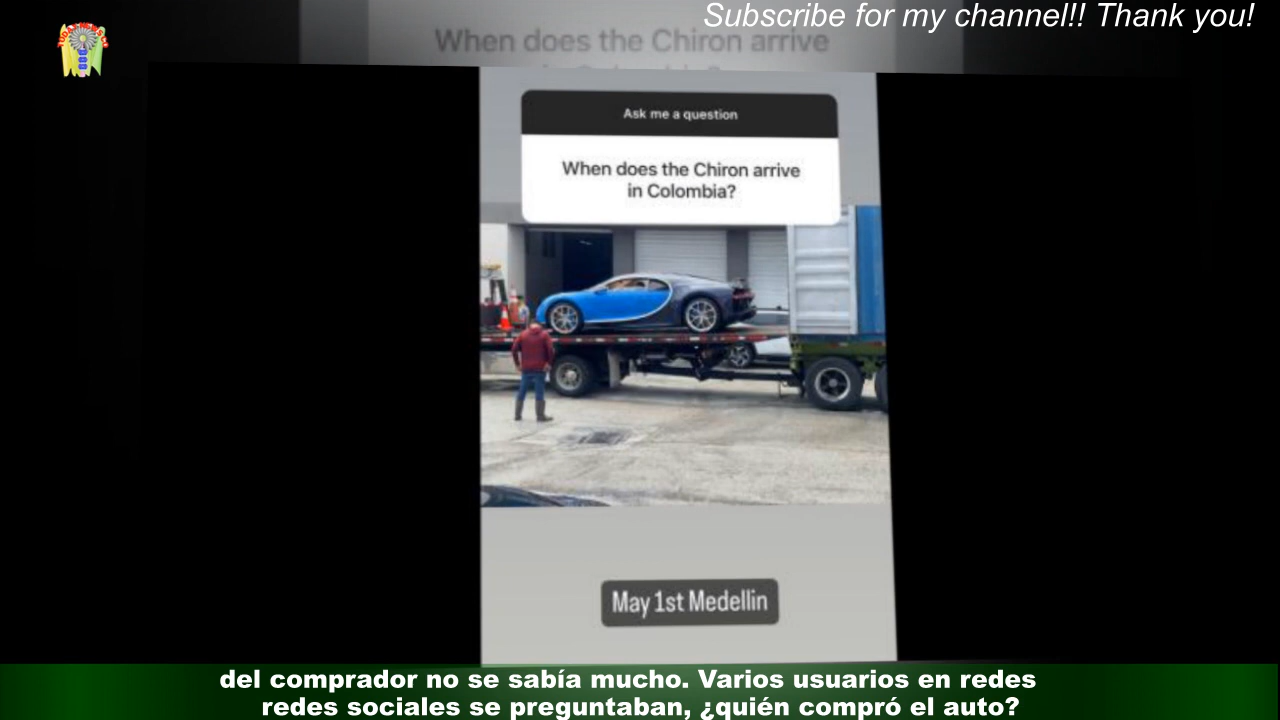 Subscribe for my channel!! Thank you!
When does the Chiron arrive
Ask me a question
When does the Chiron arrive
in Colombia?
May 1st Medellin
del comprador no se sabía mucho. Varios usuarios en redes
redes sociales se preguntaban, ¿quién compró el auto?